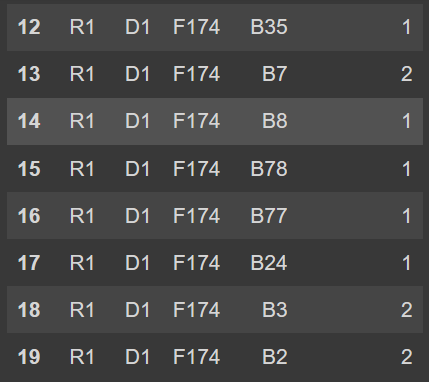 12 R1 D1 F174 B35 1
13 R1 D1 F174 B7 2
14 R1 D1 F174 B8 1
15 R1 D1 F174 B78 1
16 R1 D1 F174 B77 1
17 R1 D1 F174 B24 1
18 R1 D1 F174 B3 2
19 R1 D1 F174 B2 2